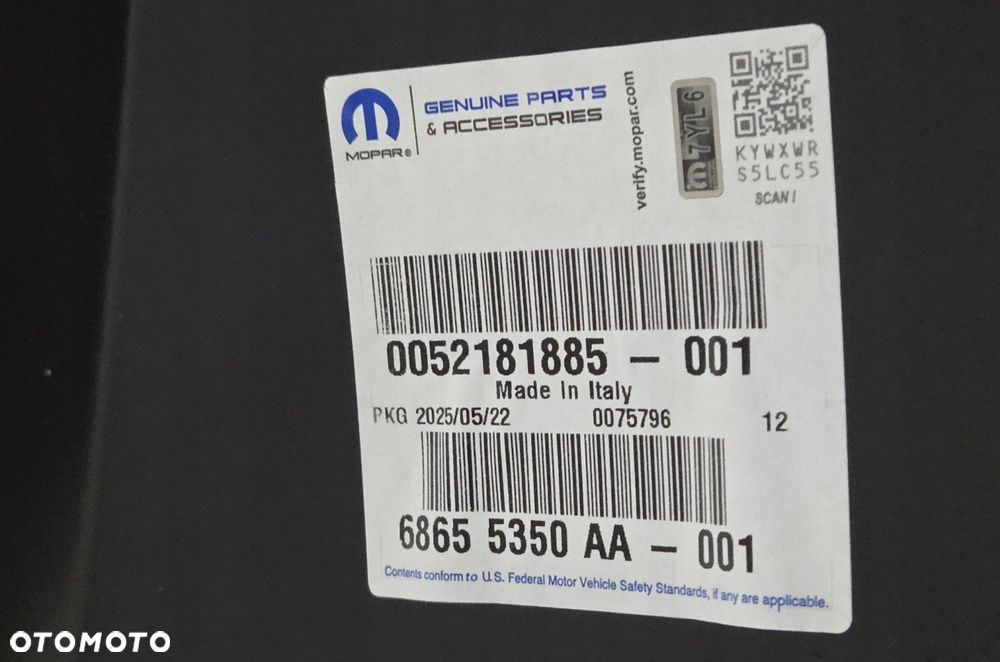 MOPAR®
GENUINE PARTS
& ACCESSORIES
verify.mopar.com
m 7YL6
KYWXWR
S5LC55
SCAN /
0052181885 - 001
Made In Italy
PKG 2025/05/22 0075796 12
6865 5350 AA - 001
Contents conform to U.S. Federal Motor Vehicle Safety Standards, if any are applicable.
OTOMOTO